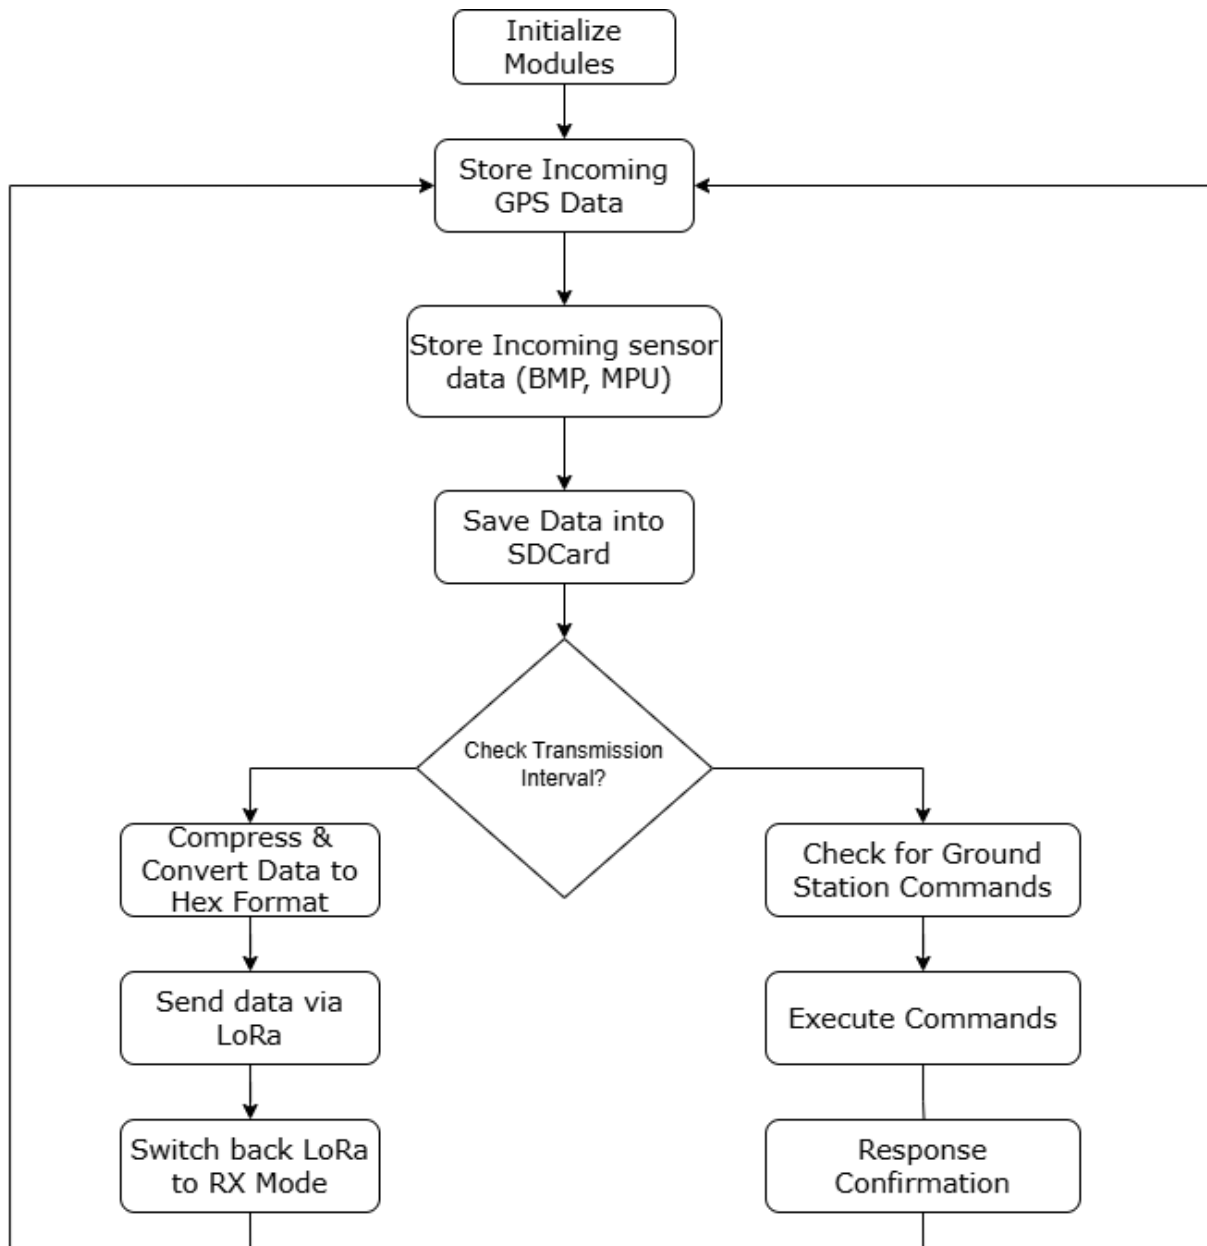 Initialize
Modules
Store Incoming
GPS Data
Store Incoming sensor
data (BMP, MPU)
Save Data into
SDCard
Check Transmission
Interval?
Compress &
Convert Data to
Hex Format
Send data via
LoRa
Switch back LoRa
to RX Mode
Check for Ground
Station Commands
Execute Commands
Response
Confirmation